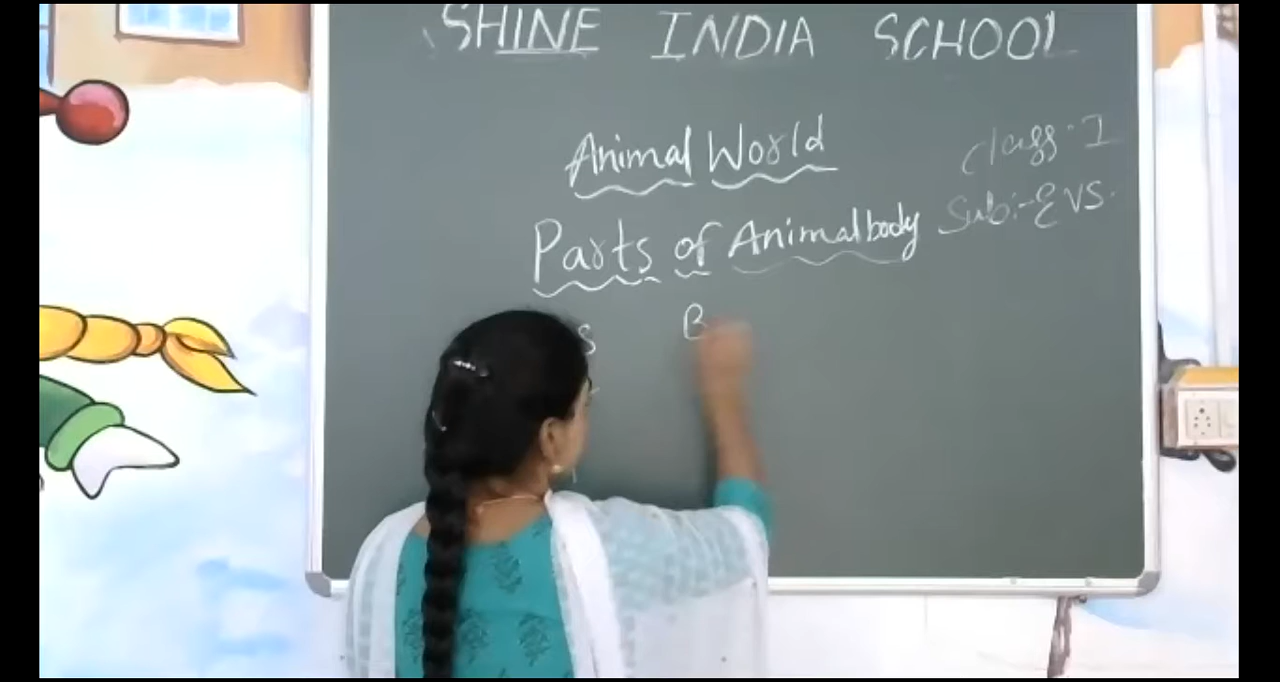 SHINE INDIA SCHOOL
Animal World
Class:-I
Parts of Animal body
Sub:-EVS.
S B